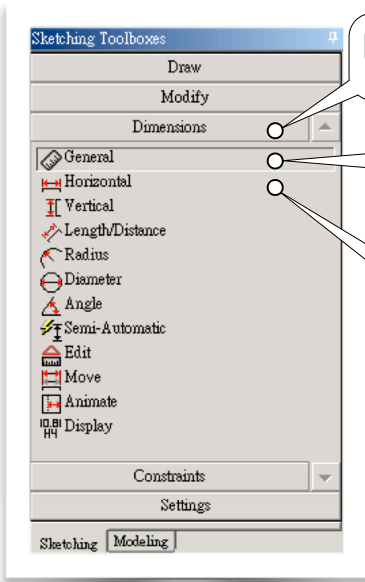 Sketching Toolboxes
Draw
Modify
Dimensions
General
Horizontal
Vertical
Length/Distance
Radius
Diameter
Angle
Semi-Automatic
Edit
Move
Animate
Display
Constraints
Settings
Sketching Modeling